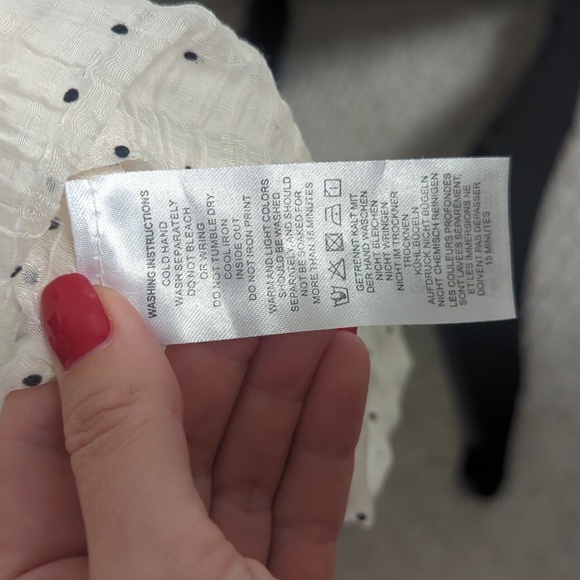 WASHING INSTRUCTIONS
COLD HAND
WASH SEPARATELY
DO NOT BLEACH
OR WRING
DO NOT TUMBLE DRY
COOL IRON
INSIDE OUT
DO NOT IRON PRINT
WARM AND LIGHT COLORS
SHOULD BE WASHED
SEPARATELY, AND SHOULD
NOT BE SOAKED FOR
MORE THAN 15 MINUTES
GETRENNT KALT MIT
DER HAND WASCHEN
NICHT BLEICHEN
NICHT WRINGEN
NICHT IM TROCKNER
TROCKNEN
KÜHL BÜGELN
AUFDRUCK NICHT BÜGELN
NICHT CHEMISCH REINIGEN
LES COULEURS PROFONDES
SONT LAVÉES SÉPARÉMENT,
ET LES IMMERSIONS NE
DOIVENT PAS DÉPASSER
15 MINUTES